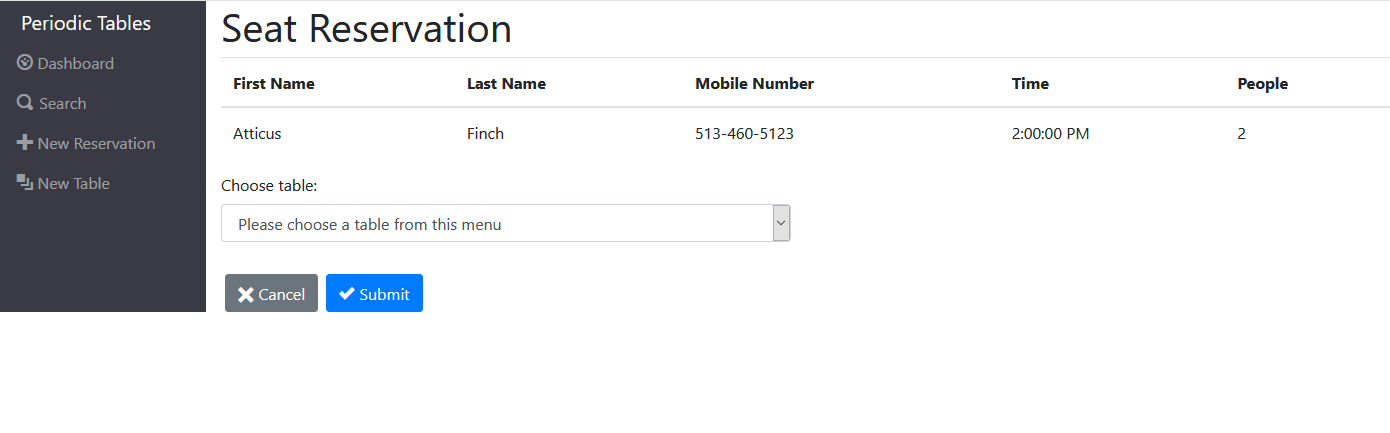 Periodic Tables
Dashboard
Search
New Reservation
New Table
Seat Reservation
First Name Last Name Mobile Number Time People
Atticus Finch 513-460-5123 2:00:00 PM 2
Choose table:
Please choose a table from this menu
Cancel Submit